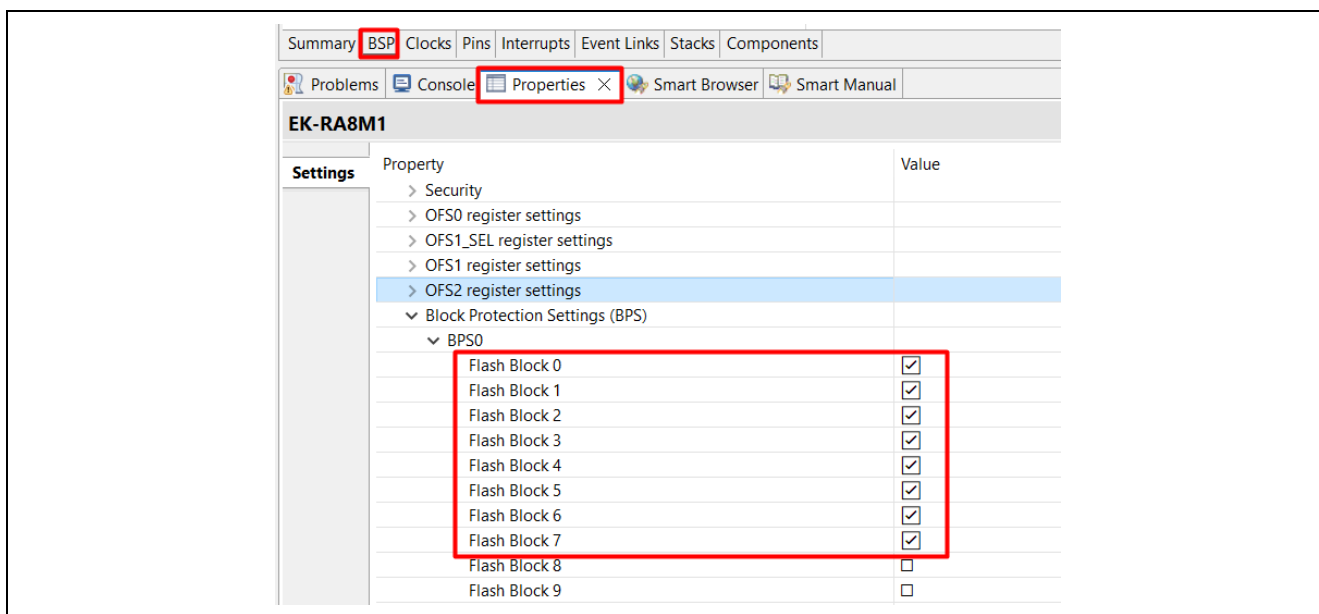 Summary BSP Clocks Pins Interrupts Event Links Stacks Components
Problems Console Properties Smart Browser Smart Manual
EK-RA8M1
Settings
Property Value
Security
OFS0 register settings
OFS1_SEL register settings
OFS1 register settings
OFS2 register settings
Block Protection Settings (BPS)
BPS0
Flash Block 0
Flash Block 1
Flash Block 2
Flash Block 3
Flash Block 4
Flash Block 5
Flash Block 6
Flash Block 7
Flash Block 8
Flash Block 9